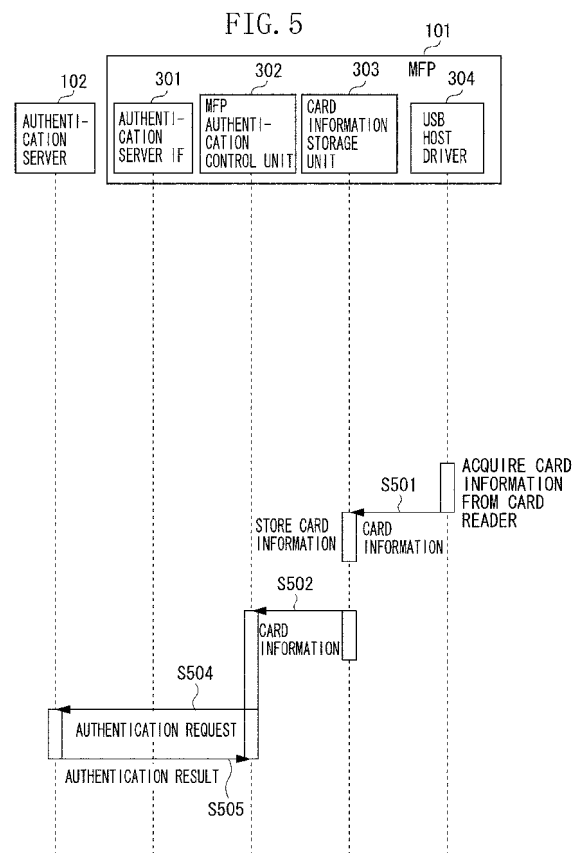 FIG. 5
101
MFP
102
301
302
303
304
AUTHENTI-
CATION
SERVER
AUTHENTI-
CATION
SERVER IF
MFP
AUTHENTI-
CATION
CONTROL UNIT
CARD
INFORMATION
STORAGE
UNIT
USB
HOST
DRIVER
ACQUIRE CARD
INFORMATION
FROM CARD
READER
S501
STORE CARD
INFORMATION
CARD
INFORMATION
S502
CARD
INFORMATION
S504
AUTHENTICATION REQUEST
AUTHENTICATION RESULT
S505